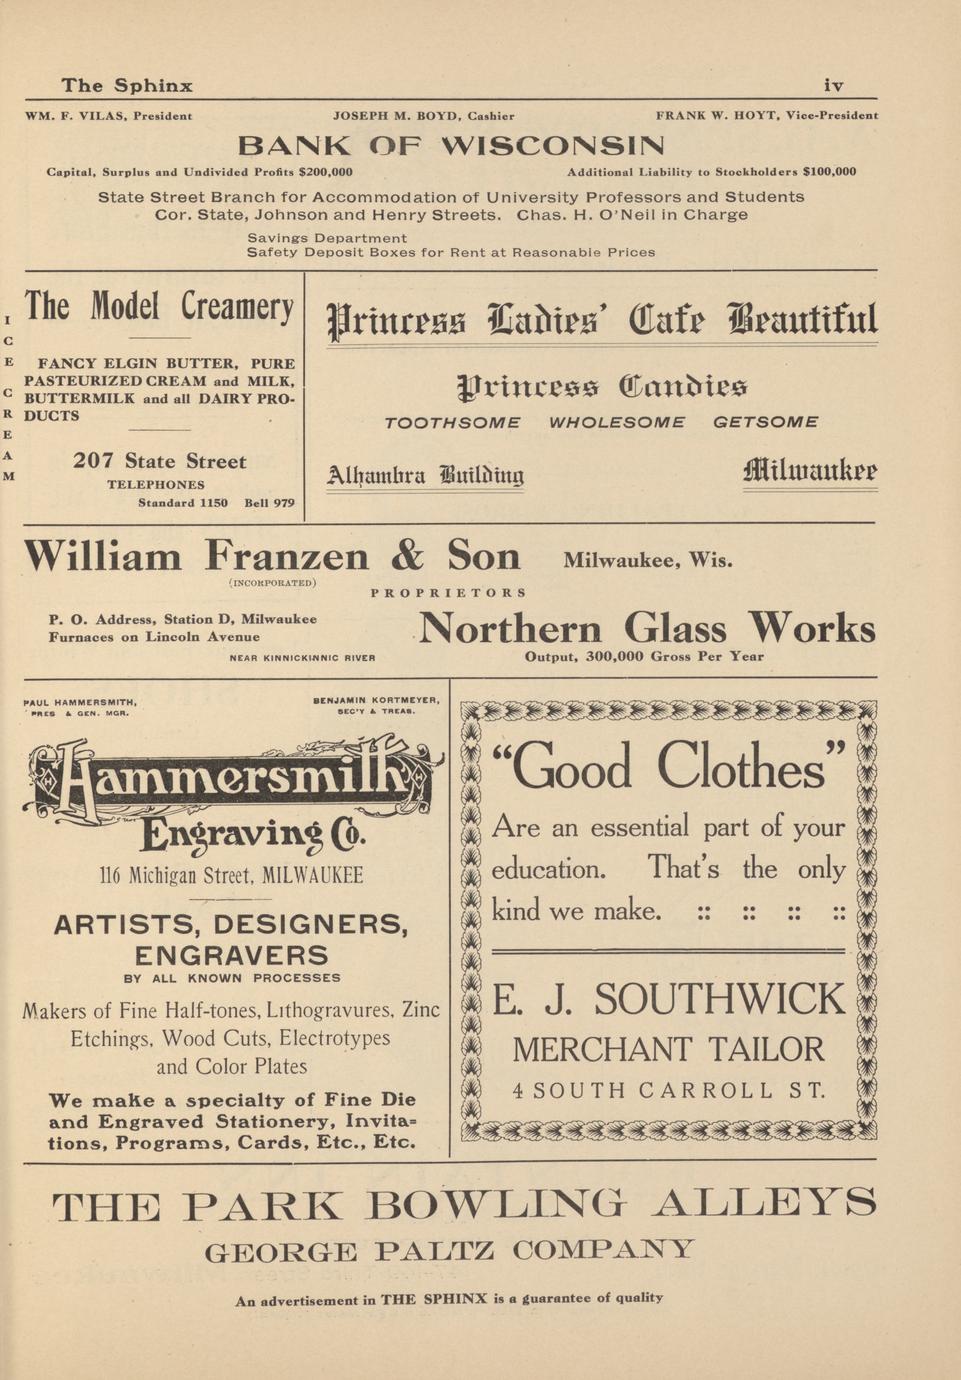 The Sphinx iv
WM. F. VILAS, President JOSEPH M. BOYD, Cashier FRANK W. HOYT, Vice-President
BANK OF WISCONSIN
Capital, Surplus and Undivided Profits $200,000 Additional Liability to Stockholders $100,000
State Street Branch for Accommodation of University Professors and Students
Cor. State, Johnson and Henry Streets. Chas. H. O'Neil in Charge
Savings Department
Safety Deposit Boxes for Rent at Reasonable Prices
ICE CREAM
The Model Creamery
FANCY ELGIN BUTTER, PURE
PASTEURIZED CREAM and MILK,
BUTTERMILK and all DAIRY PRO-
DUCTS
207 State Street
TELEPHONES
Standard 1150 Bell 979
Princess Ladies' Cafe Beautiful
Princess Candies
TOOTHSOME WHOLESOME GETSOME
Alhambra Building Milwaukee
William Franzen & Son Milwaukee, Wis.
(INCORPORATED)
PROPRIETORS
P. O. Address, Station D, Milwaukee
Furnaces on Lincoln Avenue
NEAR KINNICKINNIC RIVER
Northern Glass Works
Output, 300,000 Gross Per Year
PAUL HAMMERSMITH,
PRES & GEN. MGR.
BENJAMIN KORTMEYER,
SEC'Y & TREAS.
Hammersmith
Engraving Co.
116 Michigan Street, MILWAUKEE
ARTISTS, DESIGNERS,
ENGRAVERS
BY ALL KNOWN PROCESSES
Makers of Fine Half-tones, Lithogravures, Zinc
Etchings, Wood Cuts, Electrotypes
and Color Plates
We make a specialty of Fine Die
and Engraved Stationery, Invita=
tions, Programs, Cards, Etc., Etc.
"Good Clothes"
Are an essential part of your
education. That's the only
kind we make. :: :: :: ::
E. J. SOUTHWICK
MERCHANT TAILOR
4 SOUTH CARROLL ST.
THE PARK BOWLING ALLEYS
GEORGE PALTZ COMPANY
An advertisement in THE SPHINX is a guarantee of quality